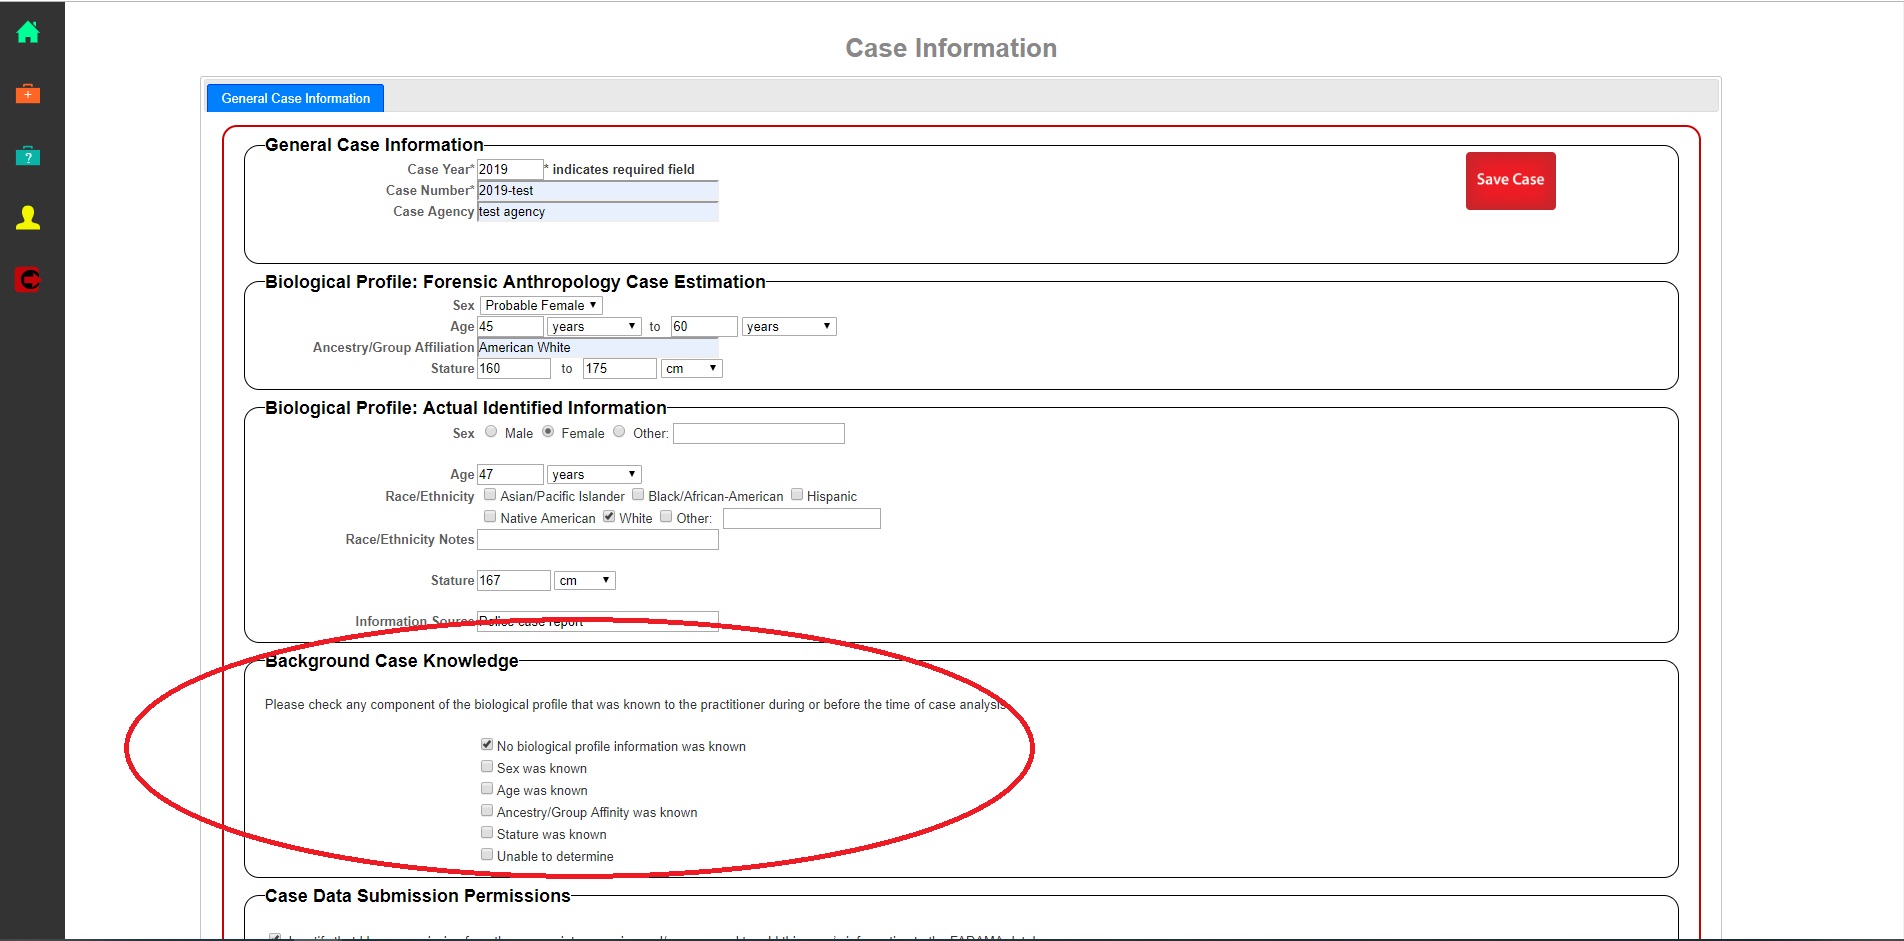 Case Information
General Case Information
General Case Information
Case Year* 2019 * indicates required field
Save Case
Case Number* 2019-test
Case Agency test agency
Biological Profile: Forensic Anthropology Case Estimation
Sex Probable Female
Age 45 years to 60 years
Ancestry/Group Affiliation American White
Stature 160 to 175 cm
Biological Profile: Actual Identified Information
Sex Male Female Other:
Age 47 years
Race/Ethnicity Asian/Pacific Islander Black/African-American Hispanic
Native American White Other:
Race/Ethnicity Notes
Stature 167 cm
Information Source Police case report
Background Case Knowledge
Please check any component of the biological profile that was known to the practitioner during or before the time of case analysis
No biological profile information was known
Sex was known
Age was known
Ancestry/Group Affinity was known
Stature was known
Unable to determine
Case Data Submission Permissions